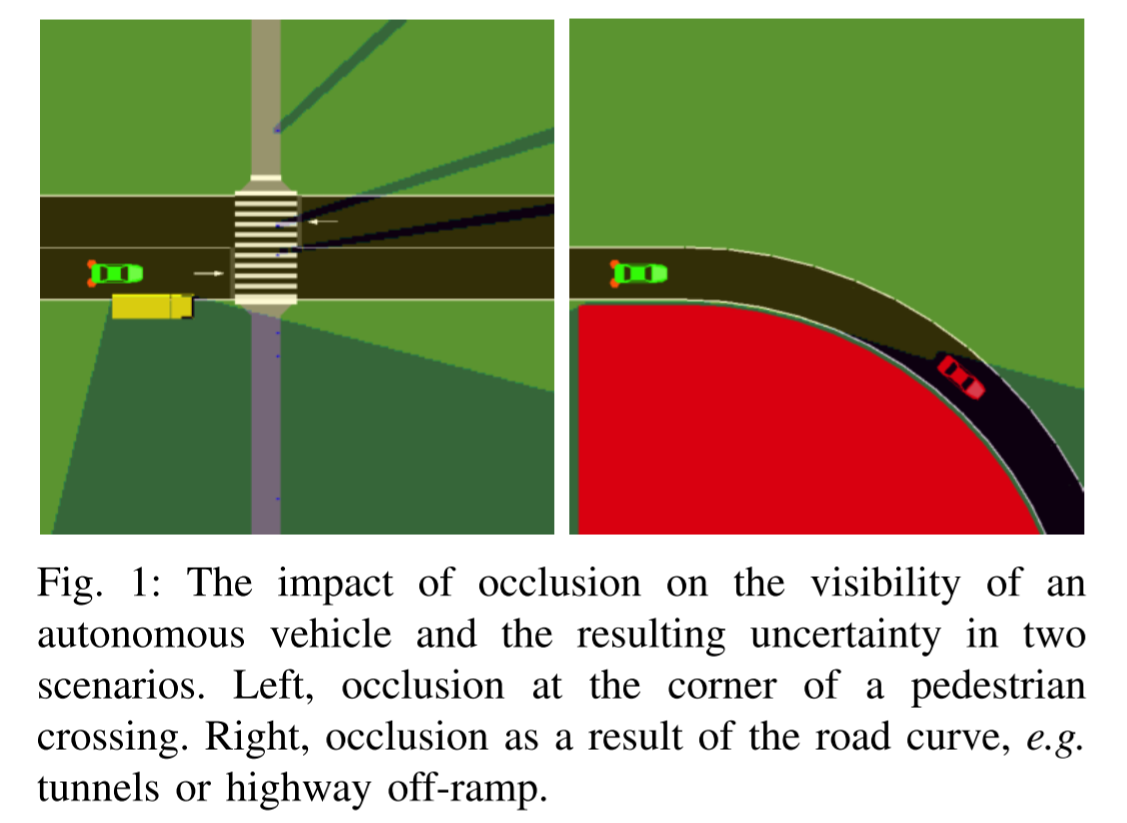 Fig. 1: The impact of occlusion on the visibility of an
autonomous vehicle and the resulting uncertainty in two
scenarios. Left, occlusion at the corner of a pedestrian
crossing. Right, occlusion as a result of the road curve, e.g.
tunnels or highway off-ramp.